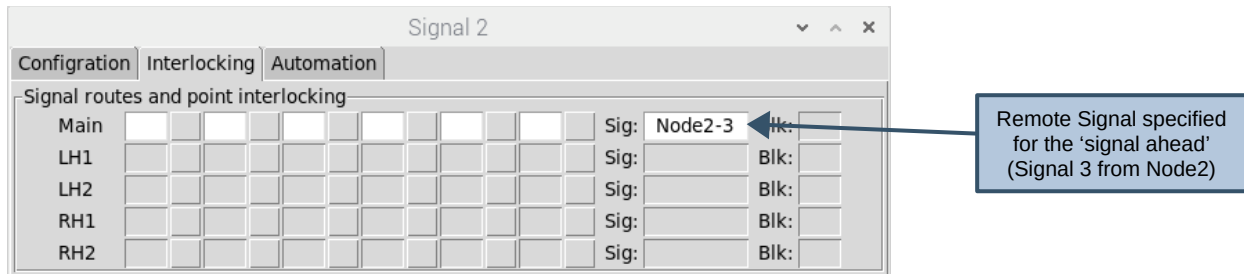 Signal 2
Configration Interlocking Automation
Signal routes and point interlocking
Main Sig: Node2-3 Blk:
LH1 Sig: Blk:
LH2 Sig: Blk:
RH1 Sig: Blk:
RH2 Sig: Blk:
Remote Signal specified
for the ‘signal ahead’
(Signal 3 from Node2)